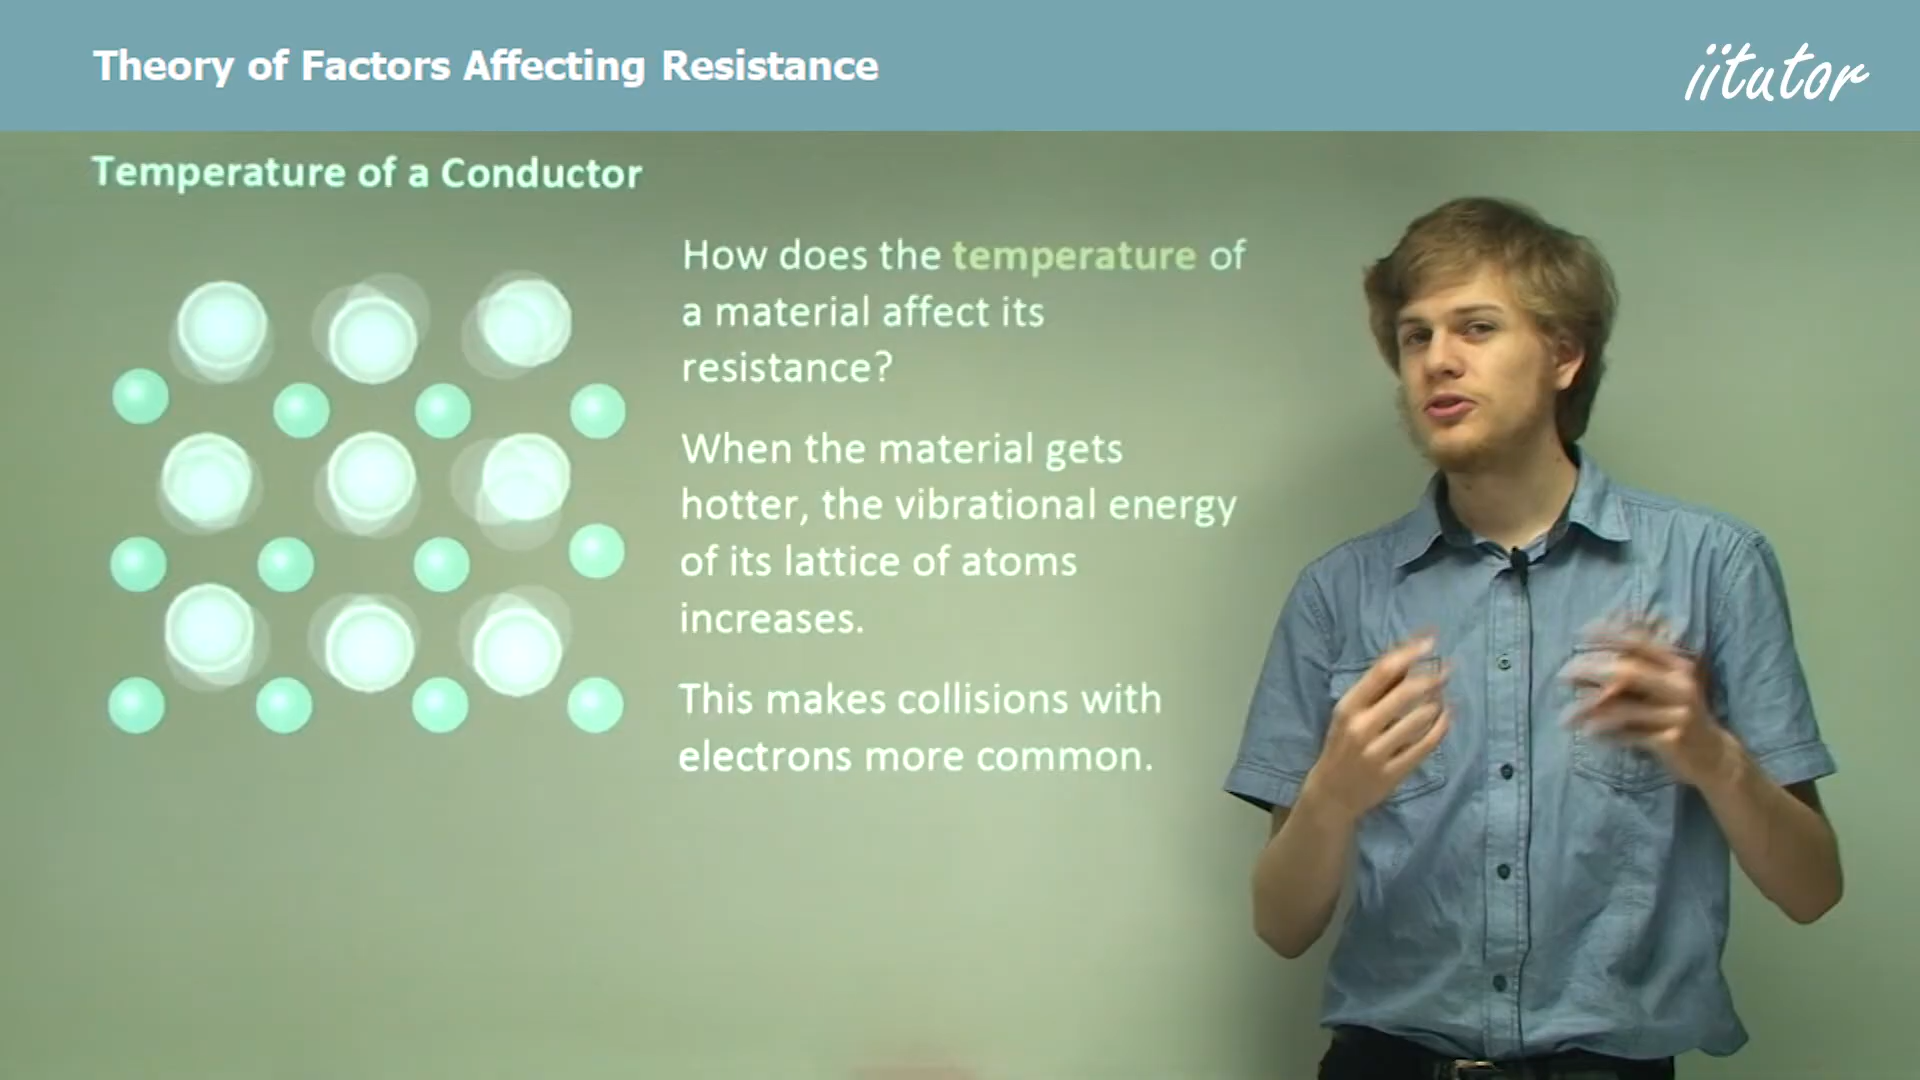 Theory of Factors Affecting Resistance
iitutor
Temperature of a Conductor
How does the temperature of
a material affect its
resistance?
When the material gets
hotter, the vibrational energy
of its lattice of atoms
increases.
This makes collisions with
electrons more common.